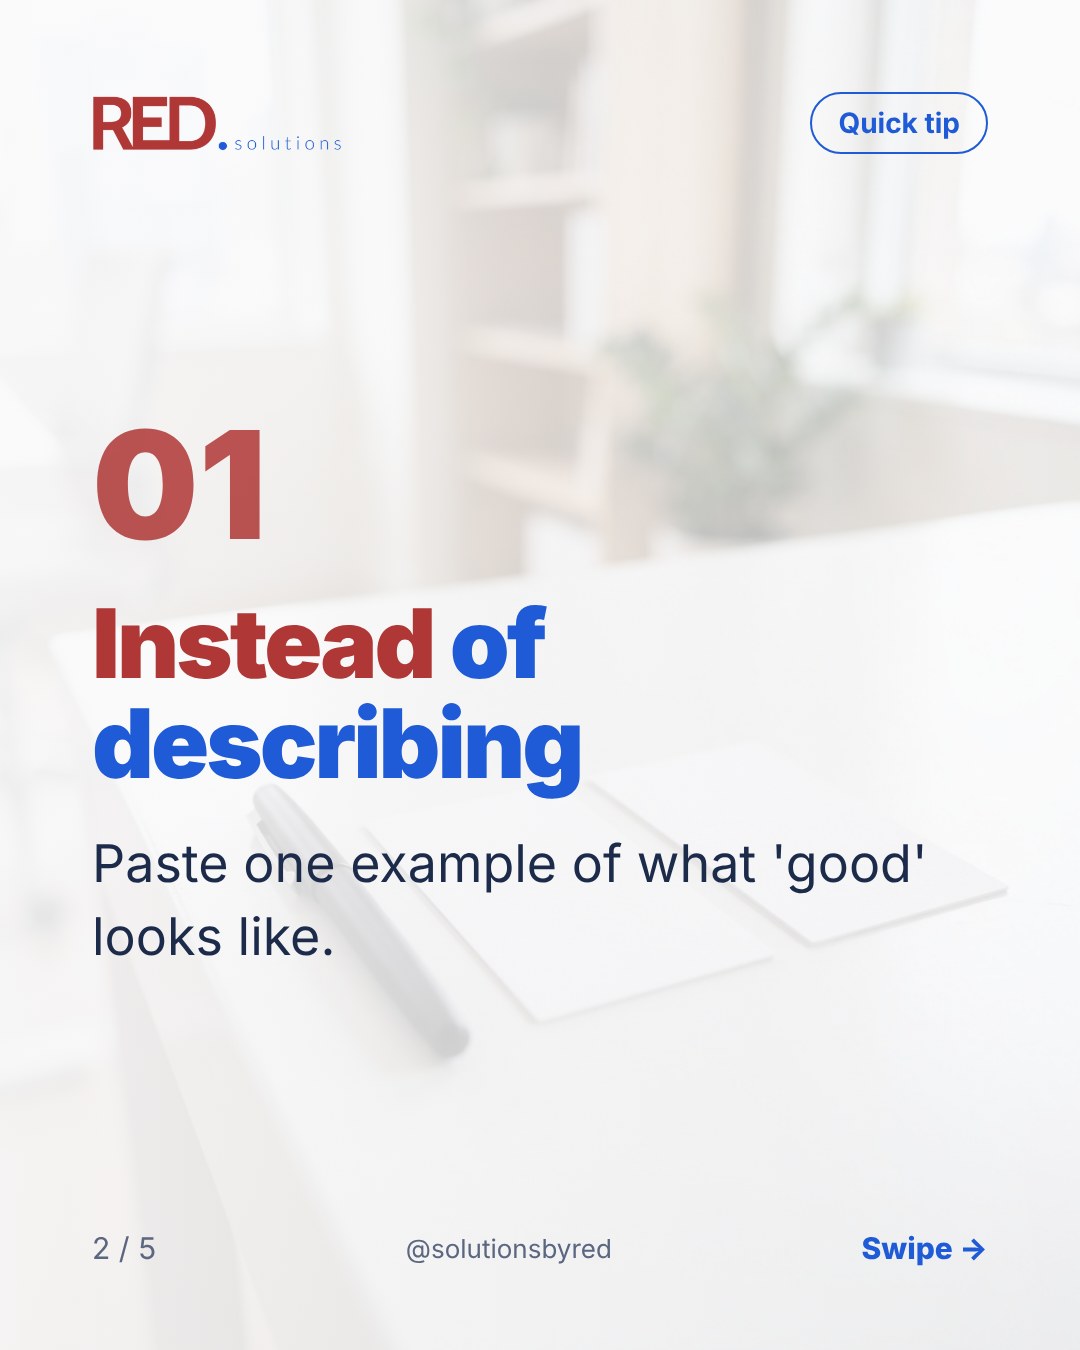 RED.solutions
Quick tip
01
Instead of
describing
Paste one example of what 'good'
looks like.
2 / 5
@solutionsbyred
Swipe →